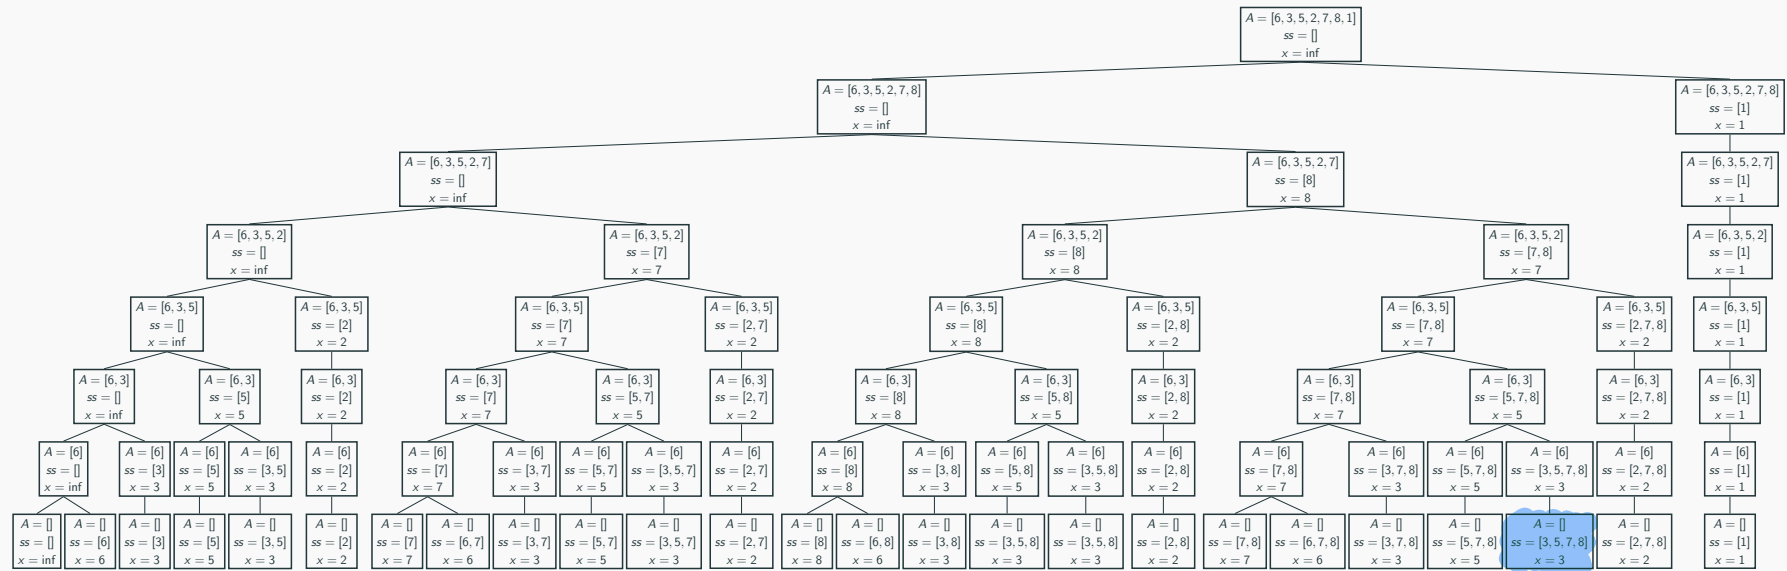 A = [6, 3, 5, 2, 7, 8, 1]
ss = []
x = inf
A = [6, 3, 5, 2, 7, 8]
ss = []
x = inf
A = [6, 3, 5, 2, 7, 8]
ss = [1]
x = 1
A = [6, 3, 5, 2, 7]
ss = []
x = inf
A = [6, 3, 5, 2, 7]
ss = [8]
x = 8
A = [6, 3, 5, 2, 7]
ss = [1]
x = 1
A = [6, 3, 5, 2]
ss = []
x = inf
A = [6, 3, 5, 2]
ss = [7]
x = 7
A = [6, 3, 5, 2]
ss = [8]
x = 8
A = [6, 3, 5, 2]
ss = [7, 8]
x = 7
A = [6, 3, 5, 2]
ss = [1]
x = 1
A = [6, 3, 5]
ss = []
x = inf
A = [6, 3, 5]
ss = [2]
x = 2
A = [6, 3, 5]
ss = [7]
x = 7
A = [6, 3, 5]
ss = [2, 7]
x = 2
A = [6, 3, 5]
ss = [8]
x = 8
A = [6, 3, 5]
ss = [2, 8]
x = 2
A = [6, 3, 5]
ss = [7, 8]
x = 7
A = [6, 3, 5]
ss = [2, 7, 8]
x = 2
A = [6, 3, 5]
ss = [1]
x = 1
A = [6, 3]
ss = []
x = inf
A = [6, 3]
ss = [5]
x = 5
A = [6, 3]
ss = [2]
x = 2
A = [6, 3]
ss = [7]
x = 7
A = [6, 3]
ss = [5, 7]
x = 5
A = [6, 3]
ss = [2, 7]
x = 2
A = [6, 3]
ss = [8]
x = 8
A = [6, 3]
ss = [5, 8]
x = 5
A = [6, 3]
ss = [2, 8]
x = 2
A = [6, 3]
ss = [7, 8]
x = 7
A = [6, 3]
ss = [5, 7, 8]
x = 5
A = [6, 3]
ss = [2, 7, 8]
x = 2
A = [6, 3]
ss = [1]
x = 1
A = [6]
ss = []
x = inf
A = [6]
ss = [3]
x = 3
A = [6]
ss = [5]
x = 5
A = [6]
ss = [3, 5]
x = 3
A = [6]
ss = [2]
x = 2
A = [6]
ss = [7]
x = 7
A = [6]
ss = [3, 7]
x = 3
A = [6]
ss = [5, 7]
x = 5
A = [6]
ss = [3, 5, 7]
x = 3
A = [6]
ss = [2, 7]
x = 2
A = [6]
ss = [8]
x = 8
A = [6]
ss = [3, 8]
x = 3
A = [6]
ss = [5, 8]
x = 5
A = [6]
ss = [3, 5, 8]
x = 3
A = [6]
ss = [2, 8]
x = 2
A = [6]
ss = [7, 8]
x = 7
A = [6]
ss = [3, 7, 8]
x = 3
A = [6]
ss = [5, 7, 8]
x = 5
A = [6]
ss = [3, 5, 7, 8]
x = 3
A = [6]
ss = [2, 7, 8]
x = 2
A = [6]
ss = [1]
x = 1
A = []
ss = []
x = inf
A = []
ss = [6]
x = 6
A = []
ss = [3]
x = 3
A = []
ss = [5]
x = 5
A = []
ss = [3, 5]
x = 3
A = []
ss = [2]
x = 2
A = []
ss = [7]
x = 7
A = []
ss = [6, 7]
x = 6
A = []
ss = [3, 7]
x = 3
A = []
ss = [5, 7]
x = 5
A = []
ss = [3, 5, 7]
x = 3
A = []
ss = [2, 7]
x = 2
A = []
ss = [8]
x = 8
A = []
ss = [6, 8]
x = 6
A = []
ss = [3, 8]
x = 3
A = []
ss = [3, 5, 8]
x = 3
A = []
ss = [3, 5, 8]
x = 3
A = []
ss = [2, 8]
x = 2
A = []
ss = [7, 8]
x = 7
A = []
ss = [6, 7, 8]
x = 6
A = []
ss = [3, 7, 8]
x = 3
A = []
ss = [5, 7, 8]
x = 5
A = []
ss = [3, 5, 7, 8]
x = 3
A = []
ss = [2, 7, 8]
x = 2
A = []
ss = [1]
x = 1